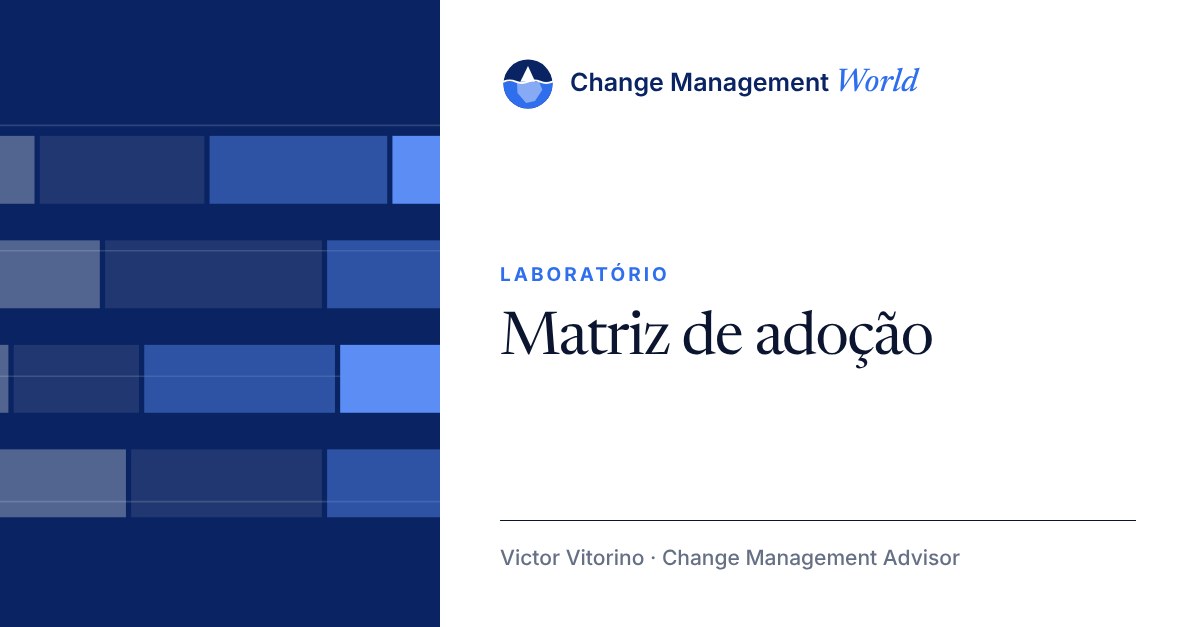 Change Management World
LABORATÓRIO
Matriz de adoção
Victor Vitorino · Change Management Advisor